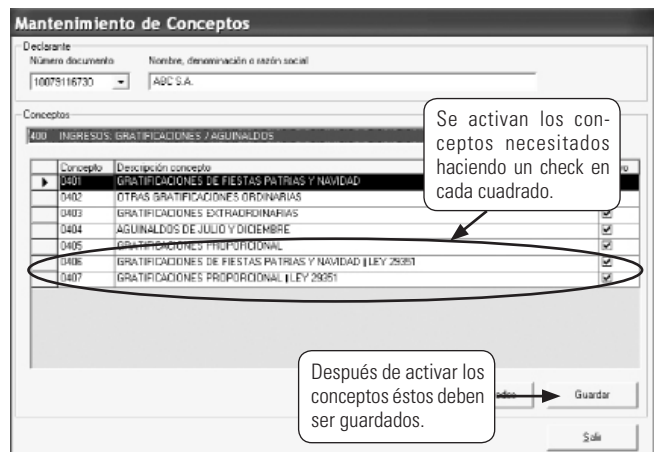 Mantenimiento de Conceptos
Declarante
Número documento Nombre, denominación o razón social
10079116730 ABC S.A.
Conceptos
400 INGRESOS: GRATIFICACIONES / AGUINALDOS
Se activan los con-
ceptos necesitados
haciendo un check en
cada cuadrado.
Concepto Descripción concepto
0401 GRATIFICACIONES DE FIESTAS PATRIAS Y NAVIDAD
0402 OTRAS GRATIFICACIONES ORDINARIAS
0403 GRATIFICACIONES EXTRAORDINARIAS
0404 AGUINALDOS DE JULIO Y DICIEMBRE
0405 GRATIFICACIONES PROPORCIONAL
0406 GRATIFICACIONES DE FIESTAS PATRIAS Y NAVIDAD | LEY 29351
0407 GRATIFICACIONES PROPORCIONAL | LEY 29351
Después de activar los
conceptos éstos deben
ser guardados.
Guardar
Salir